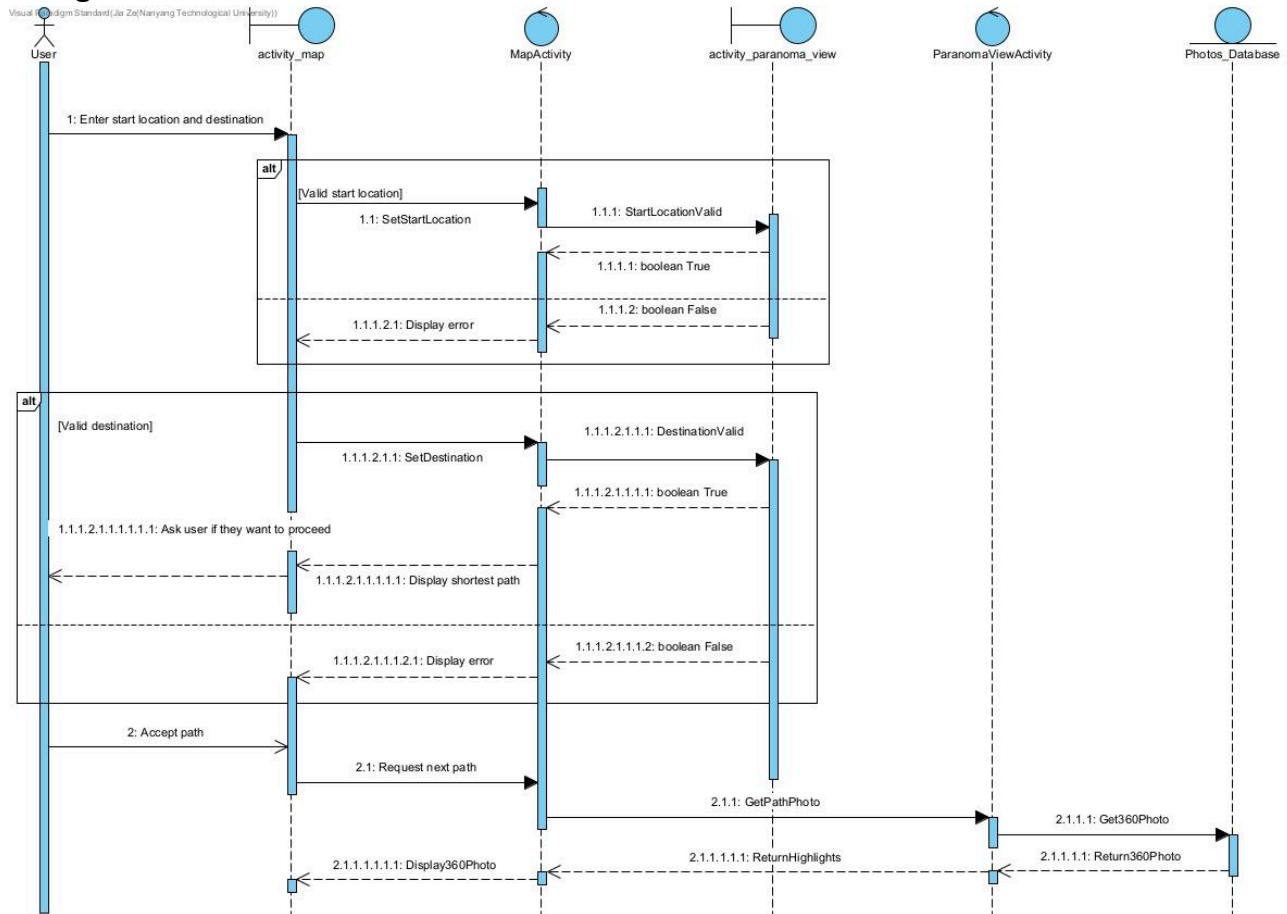 Visual Paradigm Standard(Jia Ze(Nanyang Technological University))
User
activity_map
MapActivity
activity_paranoma_view
ParanomaViewActivity
Photos_Database
1: Enter start location and destination
alt
[Valid start location]
1.1: SetStartLocation
1.1.1: StartLocationValid
1.1.1.1: boolean True
1.1.1.2: boolean False
1.1.1.2.1: Display error
alt
[Valid destination]
1.1.1.2.1.1.1: DestinationValid
1.1.1.2.1.1: SetDestination
1.1.1.2.1.1.1.1: boolean True
1.1.1.2.1.1.1.1.1.1: Ask user if they want to proceed
1.1.1.2.1.1.1.1.1: Display shortest path
1.1.1.2.1.1.1.2: boolean False
1.1.1.2.1.1.1.2.1: Display error
2: Accept path
2.1: Request next path
2.1.1: GetPathPhoto
2.1.1.1: Get360Photo
2.1.1.1.1: Return360Photo
2.1.1.1.1.1: ReturnHighlights
2.1.1.1.1.1.1: Display360Photo